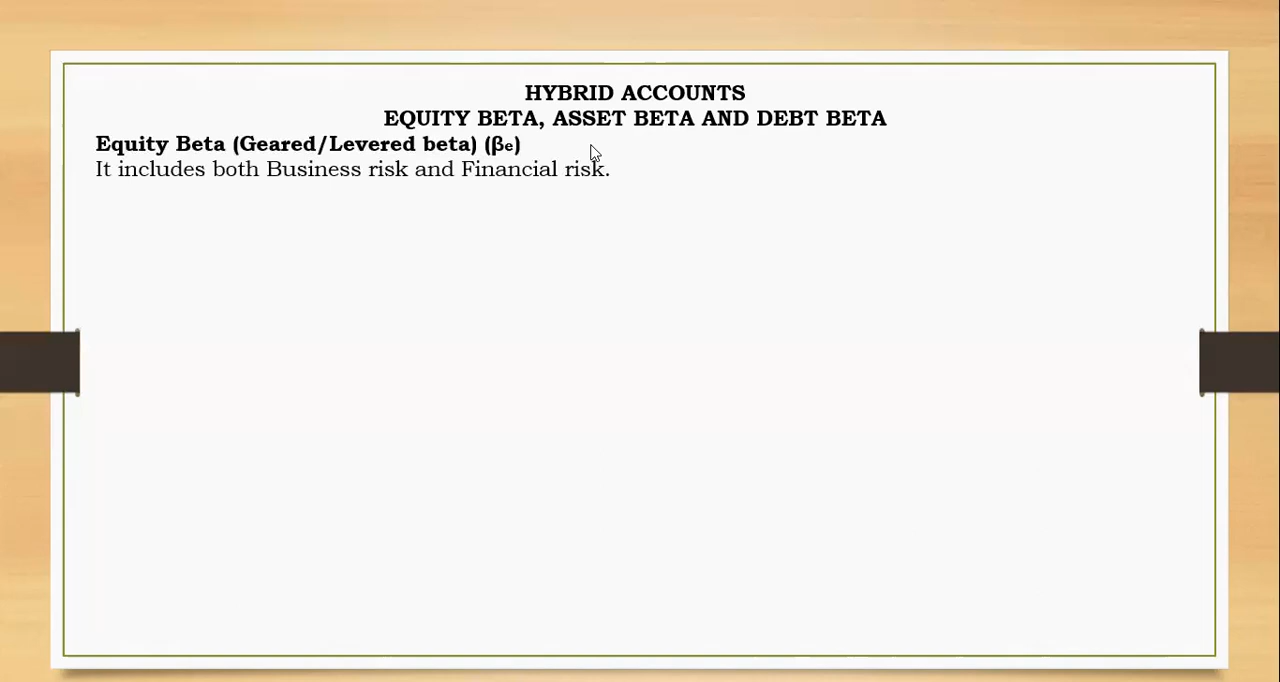 HYBRID ACCOUNTS
EQUITY BETA, ASSET BETA AND DEBT BETA
Equity Beta (Geared/Levered beta) (βe)
It includes both Business risk and Financial risk.